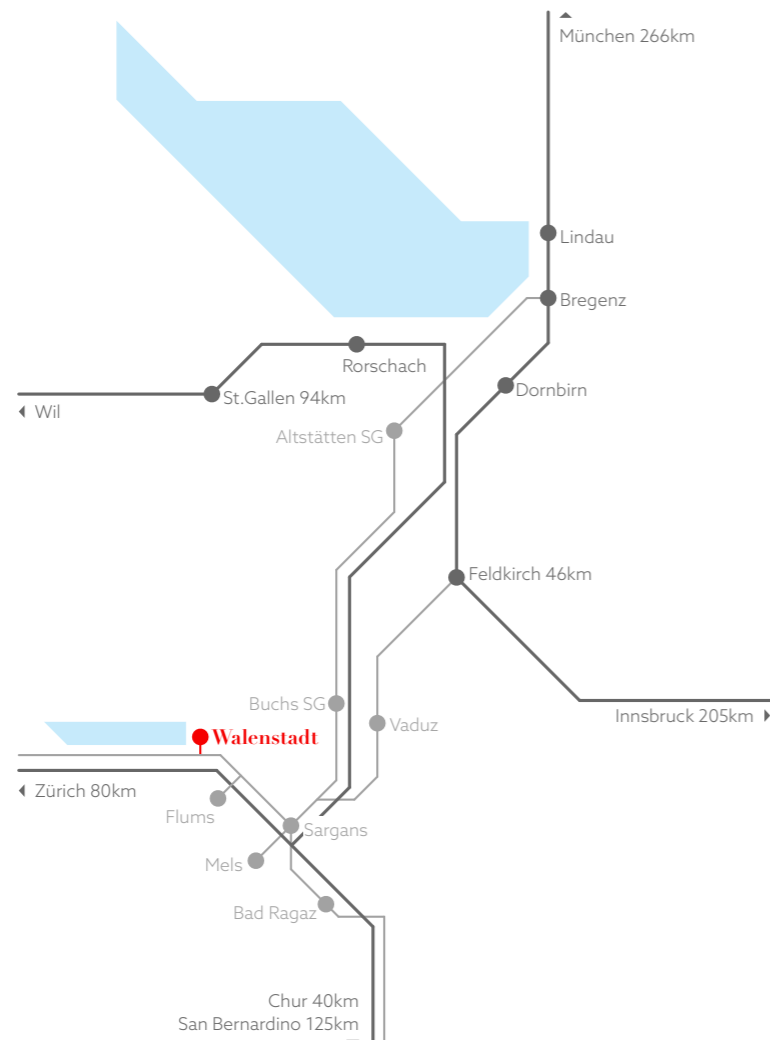 München 266km
Lindau
Bregenz
Rorschach
Dornbirn
St.Gallen 94km
Wil
Altstätten SG
Feldkirch 46km
Buchs SG
Innsbruck 205km
Vaduz
Walenstadt
Zürich 80km
Flums
Sargans
Mels
Bad Ragaz
Chur 40km
San Bernardino 125km